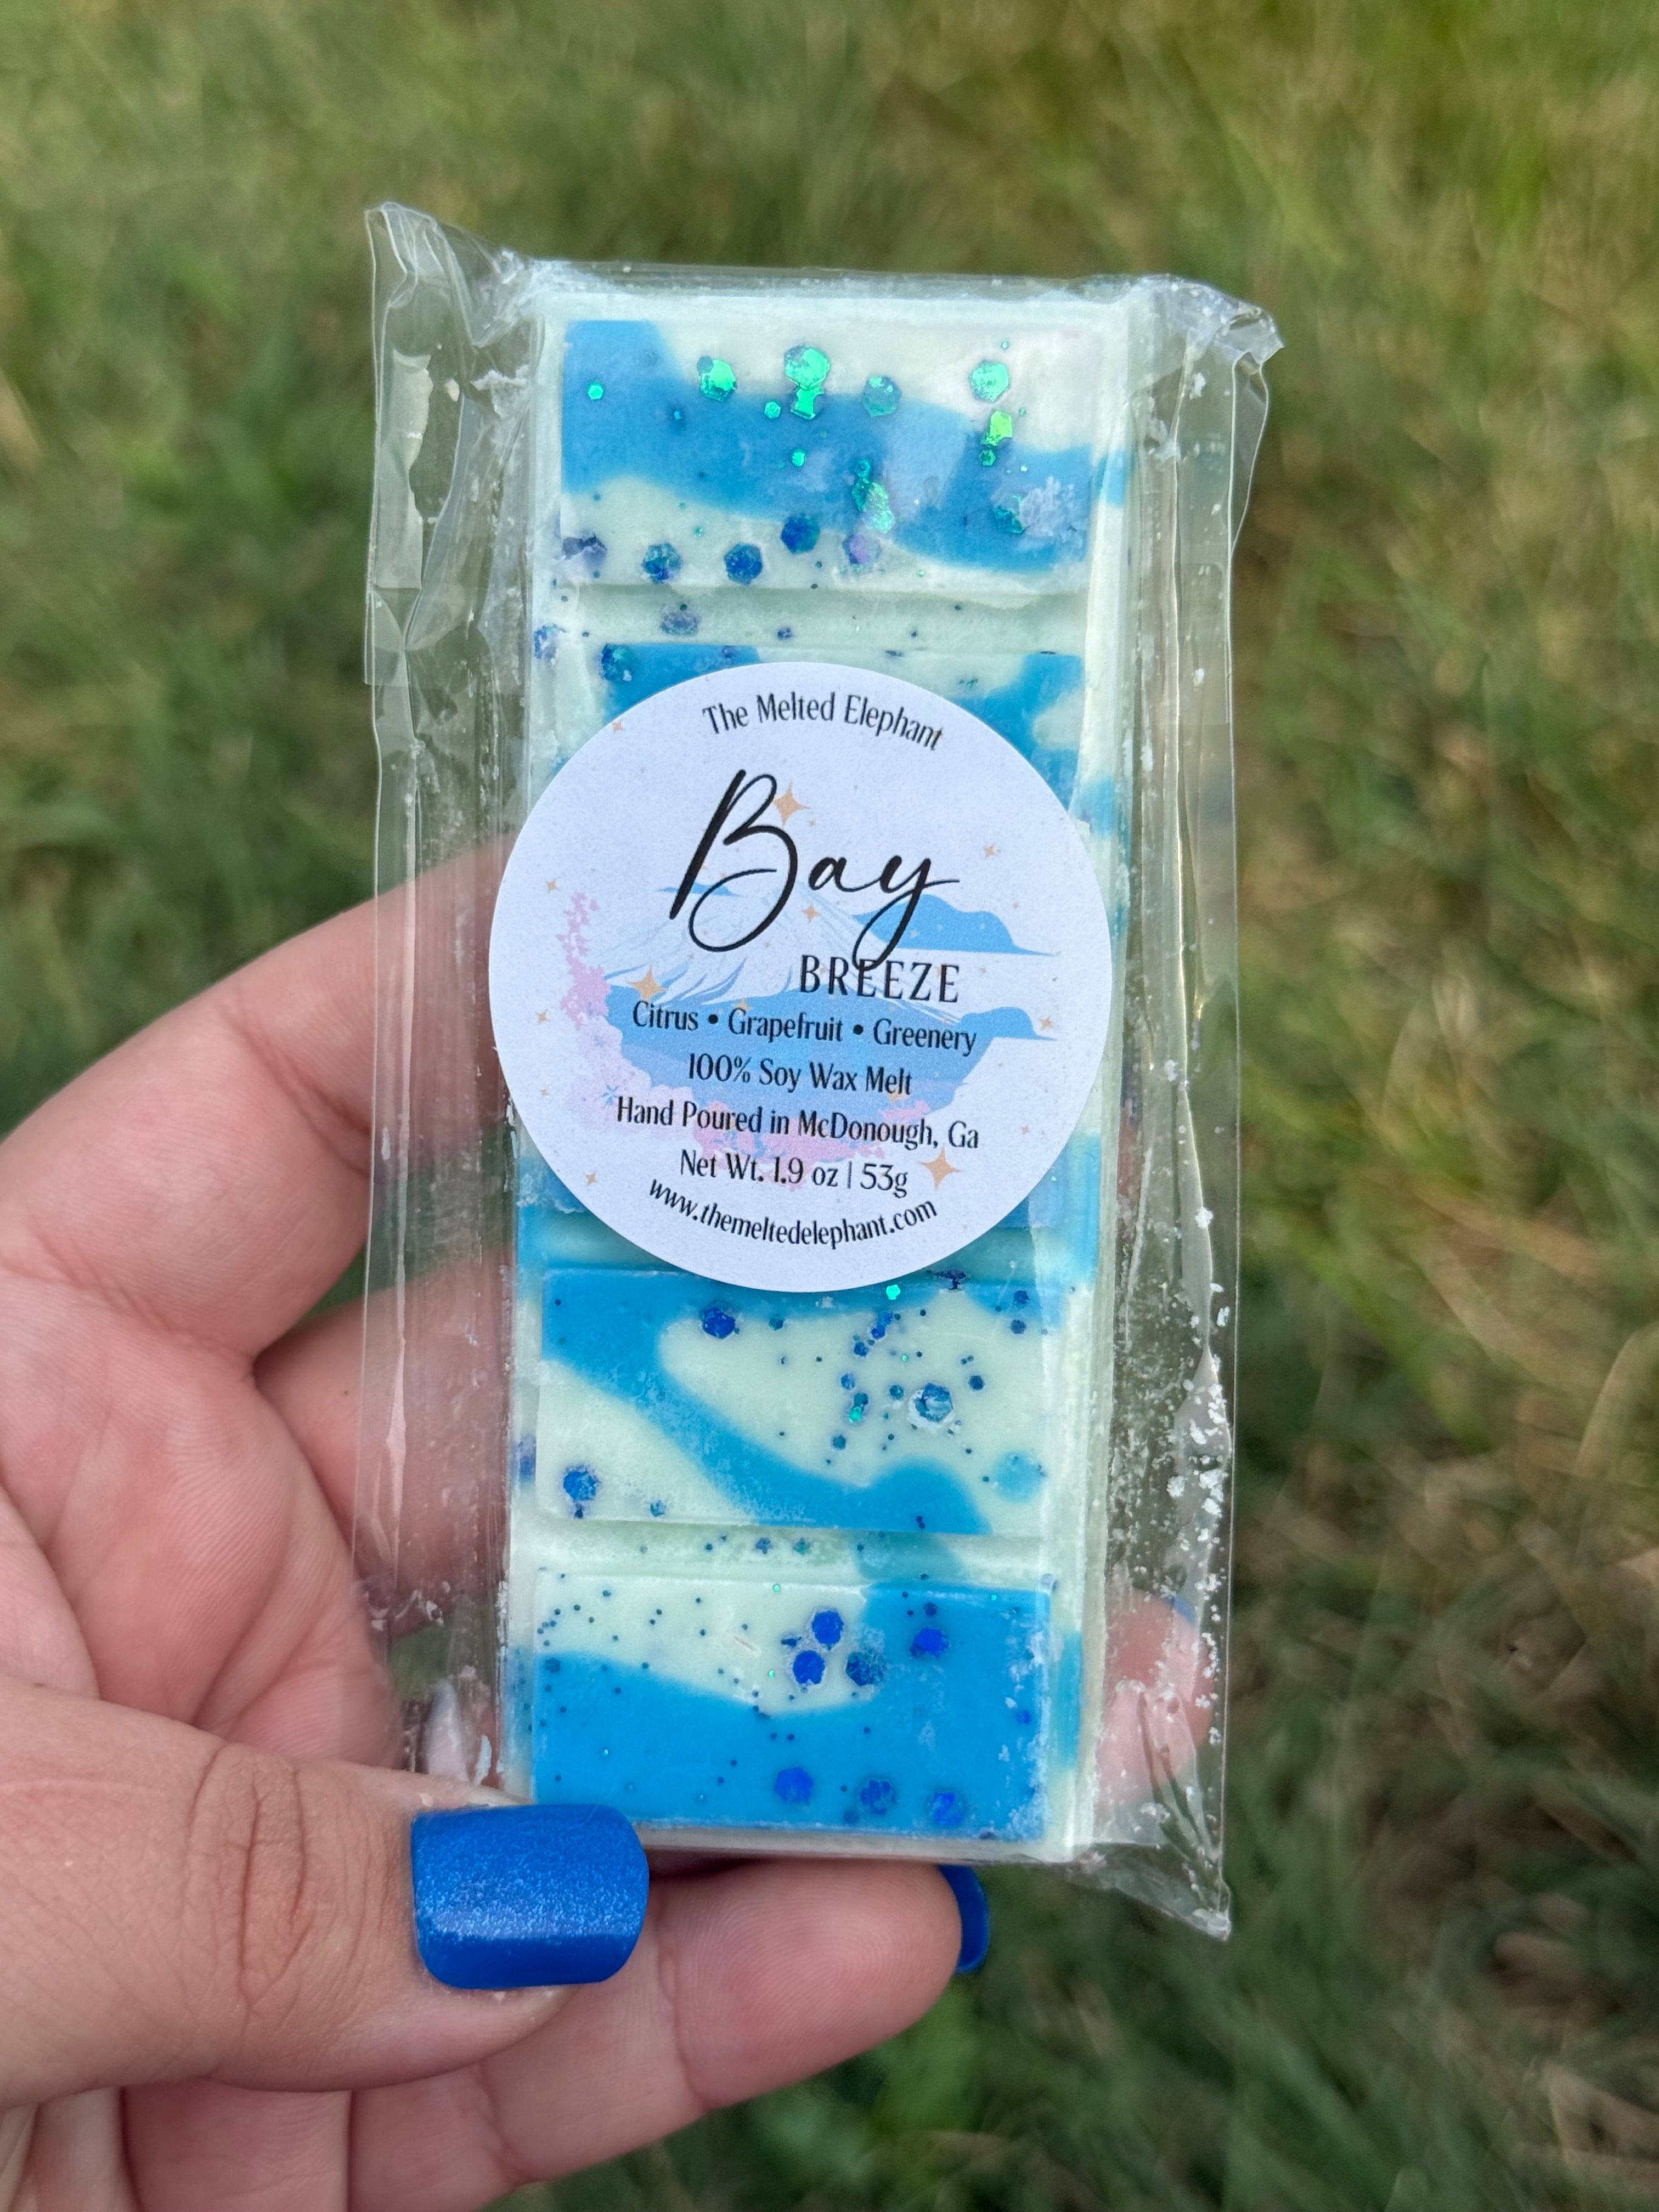 The Melted Elephant
Bay
BREEZE
Citrus • Grapefruit • Greenery
100% Soy Wax Melt
Hand Poured in McDonough, Ga
Net Wt. 1.9 oz | 53g
www.themeltedelephant.com